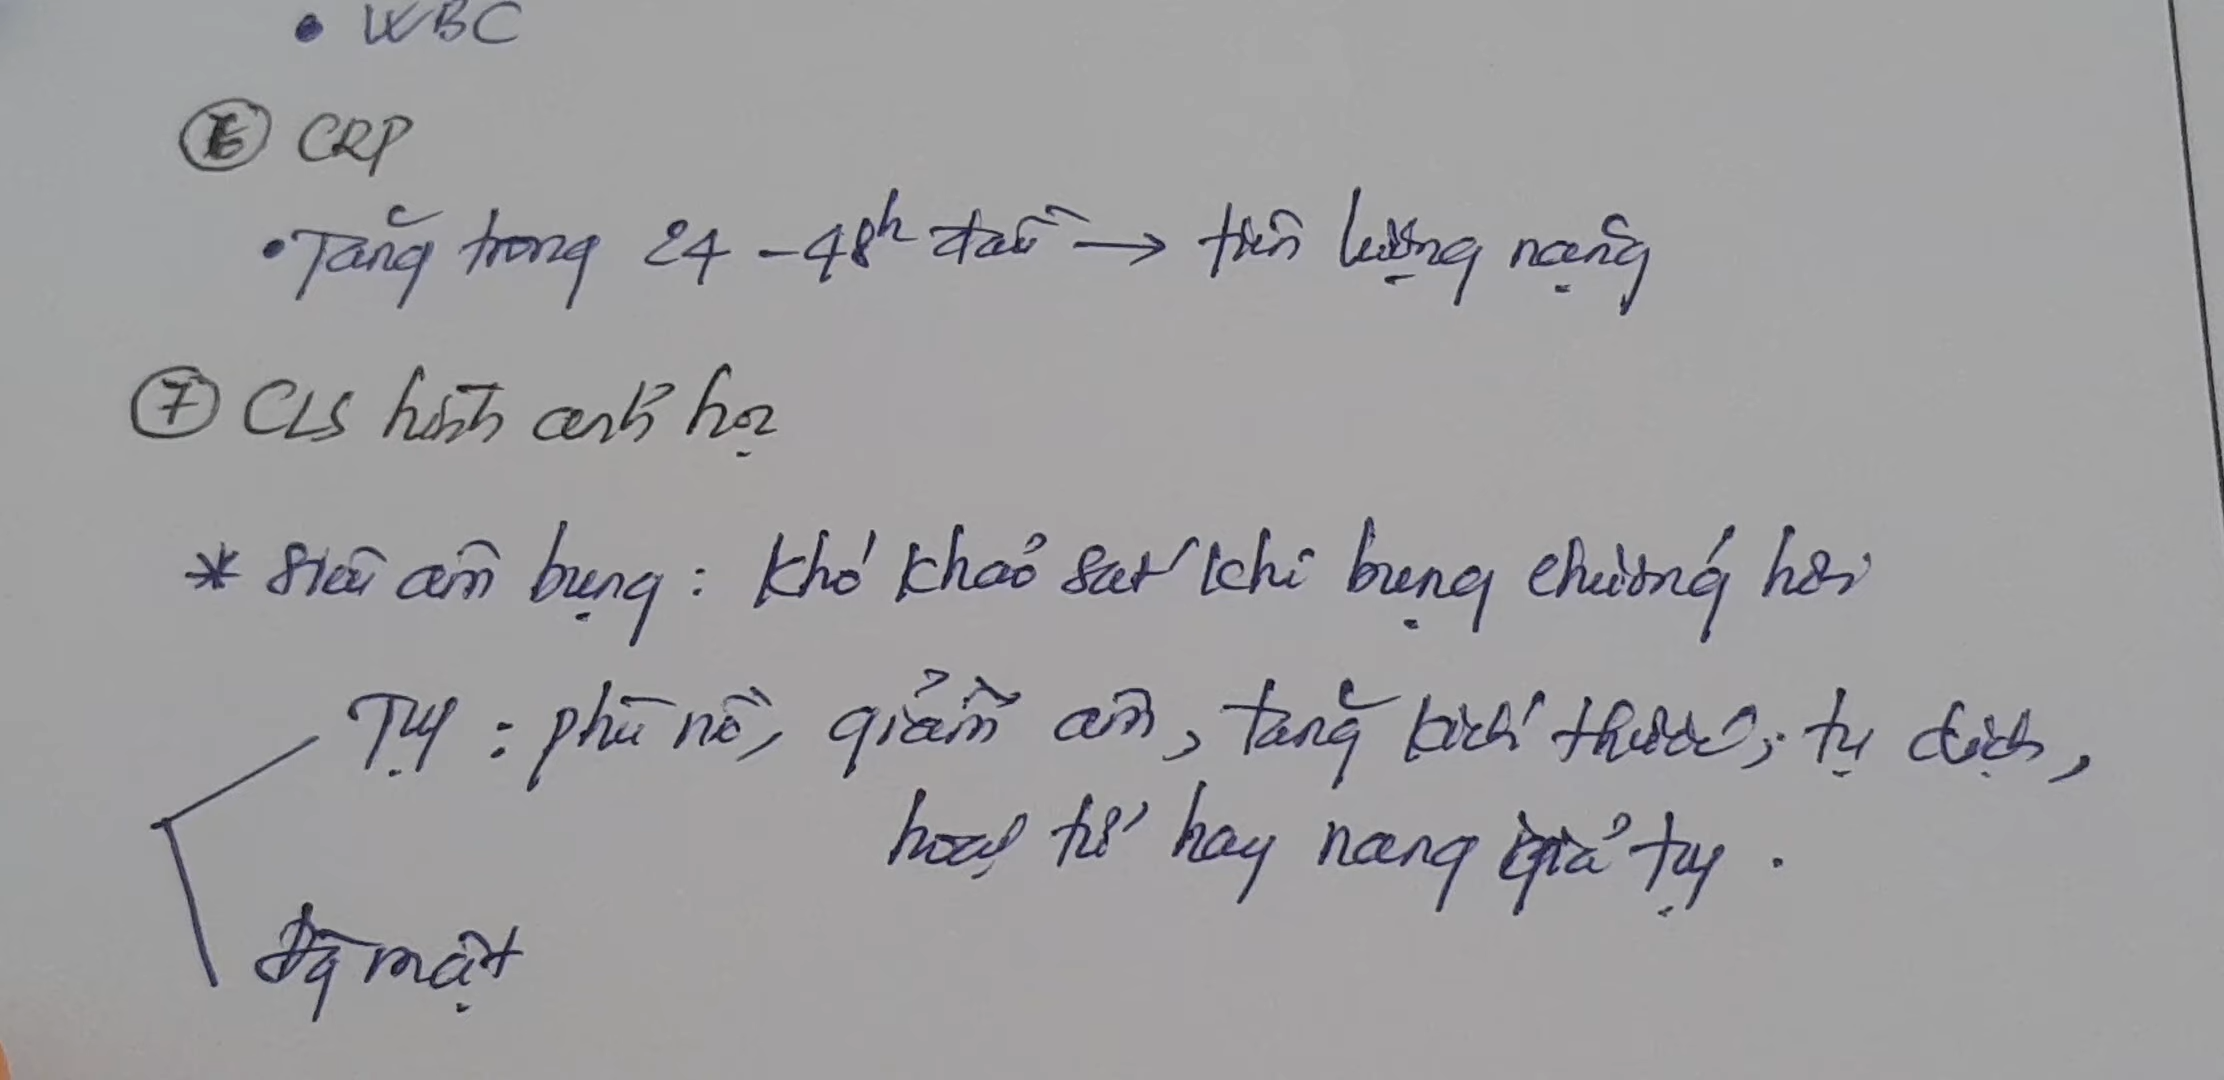 • WBC
⑥ CRP
• Tăng trong 24 - 48h đầu → tiên lượng nặng
⑦ CLS hình ảnh học
* Siêu âm bụng : khó khảo sát khi bụng chướng hơi
Tụy : phù nề, giảm âm, tăng kích thước, tụ dịch,
hoại tử hay nang giả tụy.
Đg mật